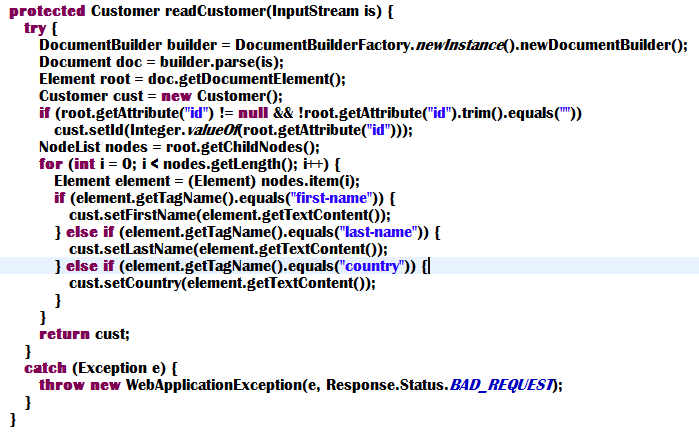 protected Customer readCustomer(InputStream is) {
try {
DocumentBuilder builder = DocumentBuilderFactory.newInstance().newDocumentBuilder();
Document doc = builder.parse(is);
Element root = doc.getDocumentElement();
Customer cust = new Customer();
if (root.getAttribute("id") != null && !root.getAttribute("id").trim().equals(""))
cust.setId(Integer.valueOf(root.getAttribute("id")));
NodeList nodes = root.getChildNodes();
for (int i = 0; i < nodes.getLength(); i++) {
Element element = (Element) nodes.item(i);
if (element.getTagName().equals("first-name")) {
cust.setFirstName(element.getTextContent());
} else if (element.getTagName().equals("last-name")) {
cust.setLastName(element.getTextContent());
} else if (element.getTagName().equals("country")) {
cust.setCountry(element.getTextContent());
}
}
return cust;
}
catch (Exception e) {
throw new WebApplicationException(e, Response.Status.BAD_REQUEST);
}
}